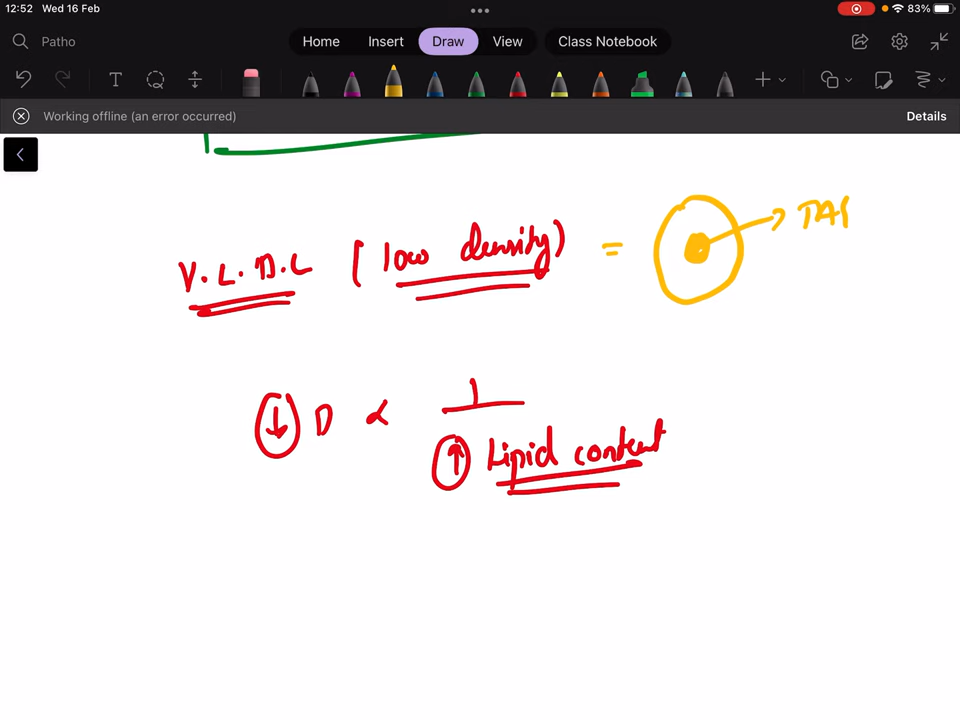 12:52 Wed 16 Feb
83%
Patho
Home Insert Draw View Class Notebook
T
Working offline (an error occurred) Details
V.L.D.L (low density) = → TAG
↓ D ∝ 1
↑ Lipid content